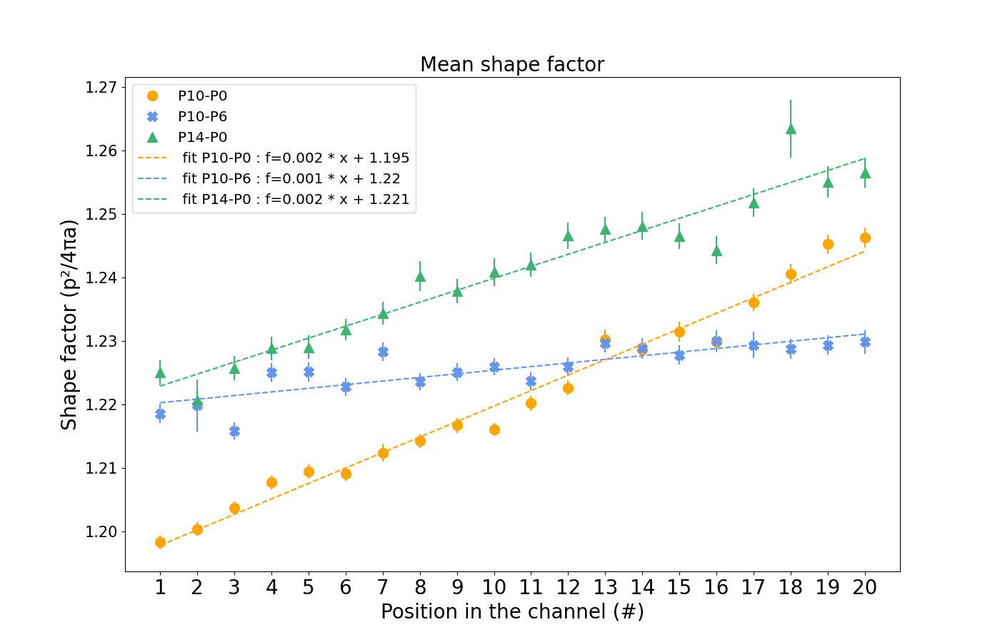 Mean shape factor
P10-P0
P10-P6
P14-P0
fit P10-P0 : f=0.002 * x + 1.195
fit P10-P6 : f=0.001 * x + 1.22
fit P14-P0 : f=0.002 * x + 1.221
Shape factor (p²/4πa)
1.27
1.26
1.25
1.24
1.23
1.22
1.21
1.20
1 2 3 4 5 6 7 8 9 10 11 12 13 14 15 16 17 18 19 20
Position in the channel (#)